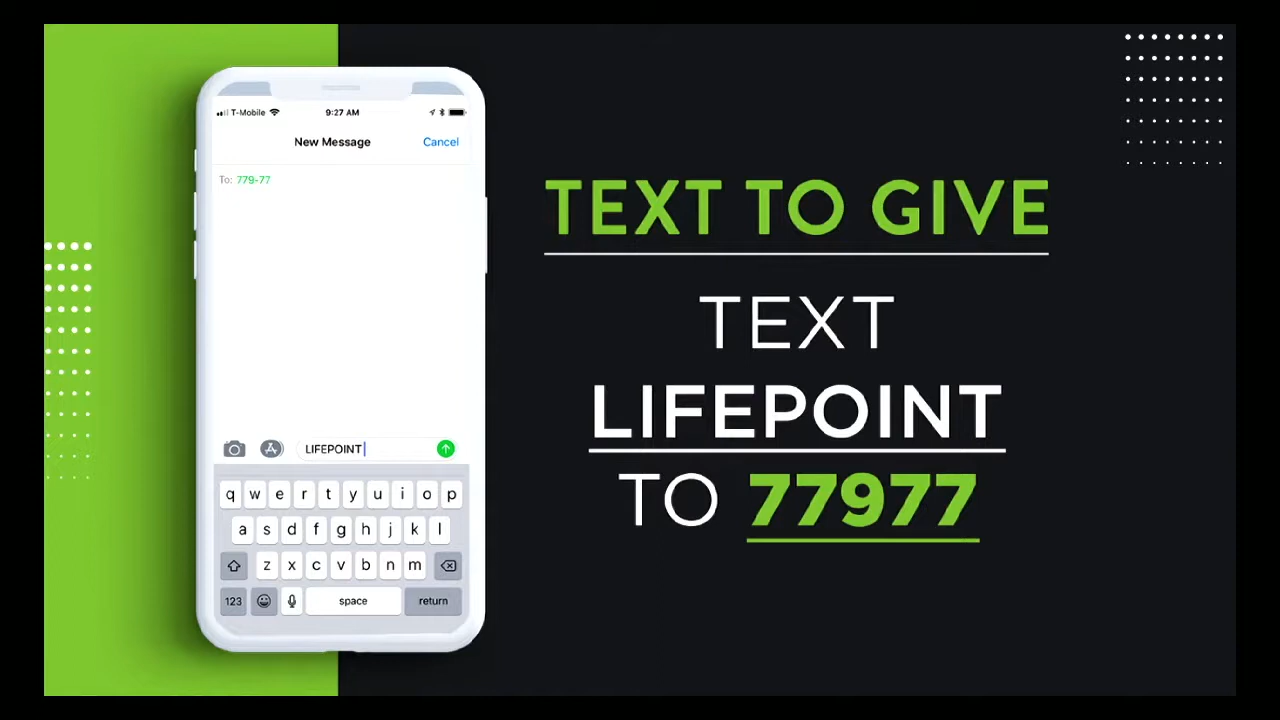 T-Mobile 9:27 AM
New Message Cancel
To: 779-77
LIFEPOINT
q w e r t y u i o p
a s d f g h j k l
z x c v b n m
123 space return
TEXT TO GIVE
TEXT
LIFEPOINT
TO 77977